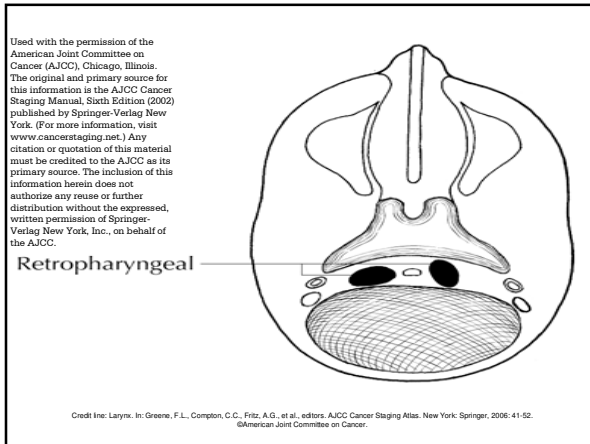 Used with the permission of the
American Joint Committee on
Cancer (AJCC), Chicago, Illinois.
The original and primary source for
this information is the AJCC Cancer
Staging Manual, Sixth Edition (2002)
published by Springer-Verlag New
York. (For more information, visit
www.cancerstaging.net.) Any
citation or quotation of this material
must be credited to the AJCC as its
primary source. The inclusion of this
information herein does not
authorize any reuse or further
distribution without the expressed,
written permission of Springer-
Verlag New York, Inc., on behalf of
the AJCC.
Retropharyngeal
Credit line: Larynx. In: Greene, F.L., Compton, C.C., Fritz, A.G., et al., editors. AJCC Cancer Staging Atlas. New York: Springer, 2006: 41-52.
©American Joint Committee on Cancer.